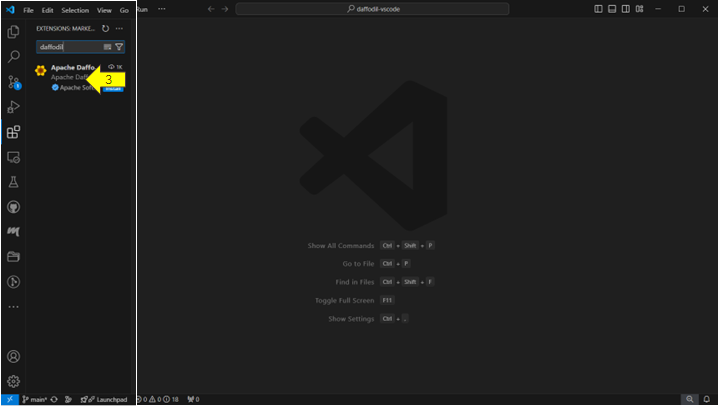 File Edit Selection View Go Run ···
daffodil-vscode
EXTENSIONS: MARKE...
daffodil
Apache Daffo... 1K
Apache Daf
3
Apache Soft
1
Show All Commands Ctrl + Shift + P
Go to File Ctrl + P
Find in Files Ctrl + Shift + F
Toggle Full Screen F11
Show Settings Ctrl + ,
main* Launchpad 0 0 18 0